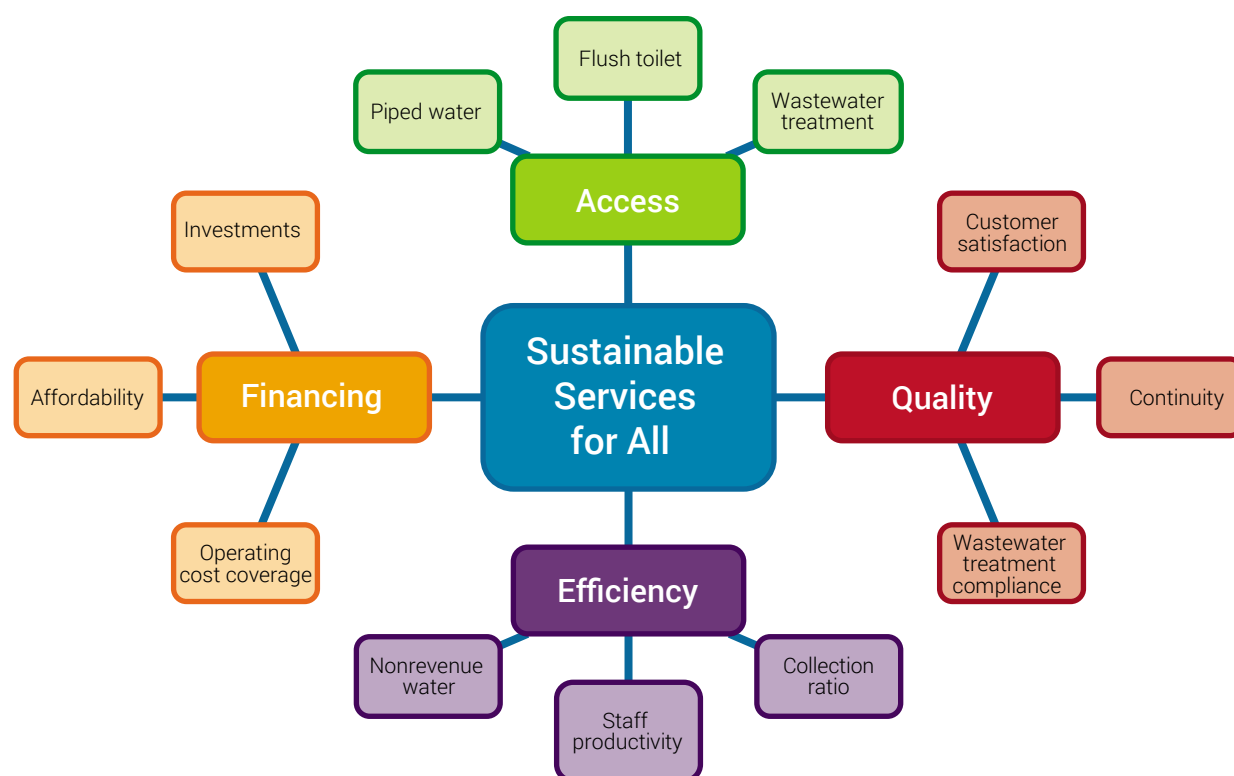 Flush toilet
Piped water
Wastewater
treatment
Access
Investments
Customer
satisfaction
Affordability
Financing
Sustainable
Services
for All
Quality
Continuity
Operating
cost coverage
Wastewater
treatment
compliance
Efficiency
Nonrevenue
water
Staff
productivity
Collection
ratio